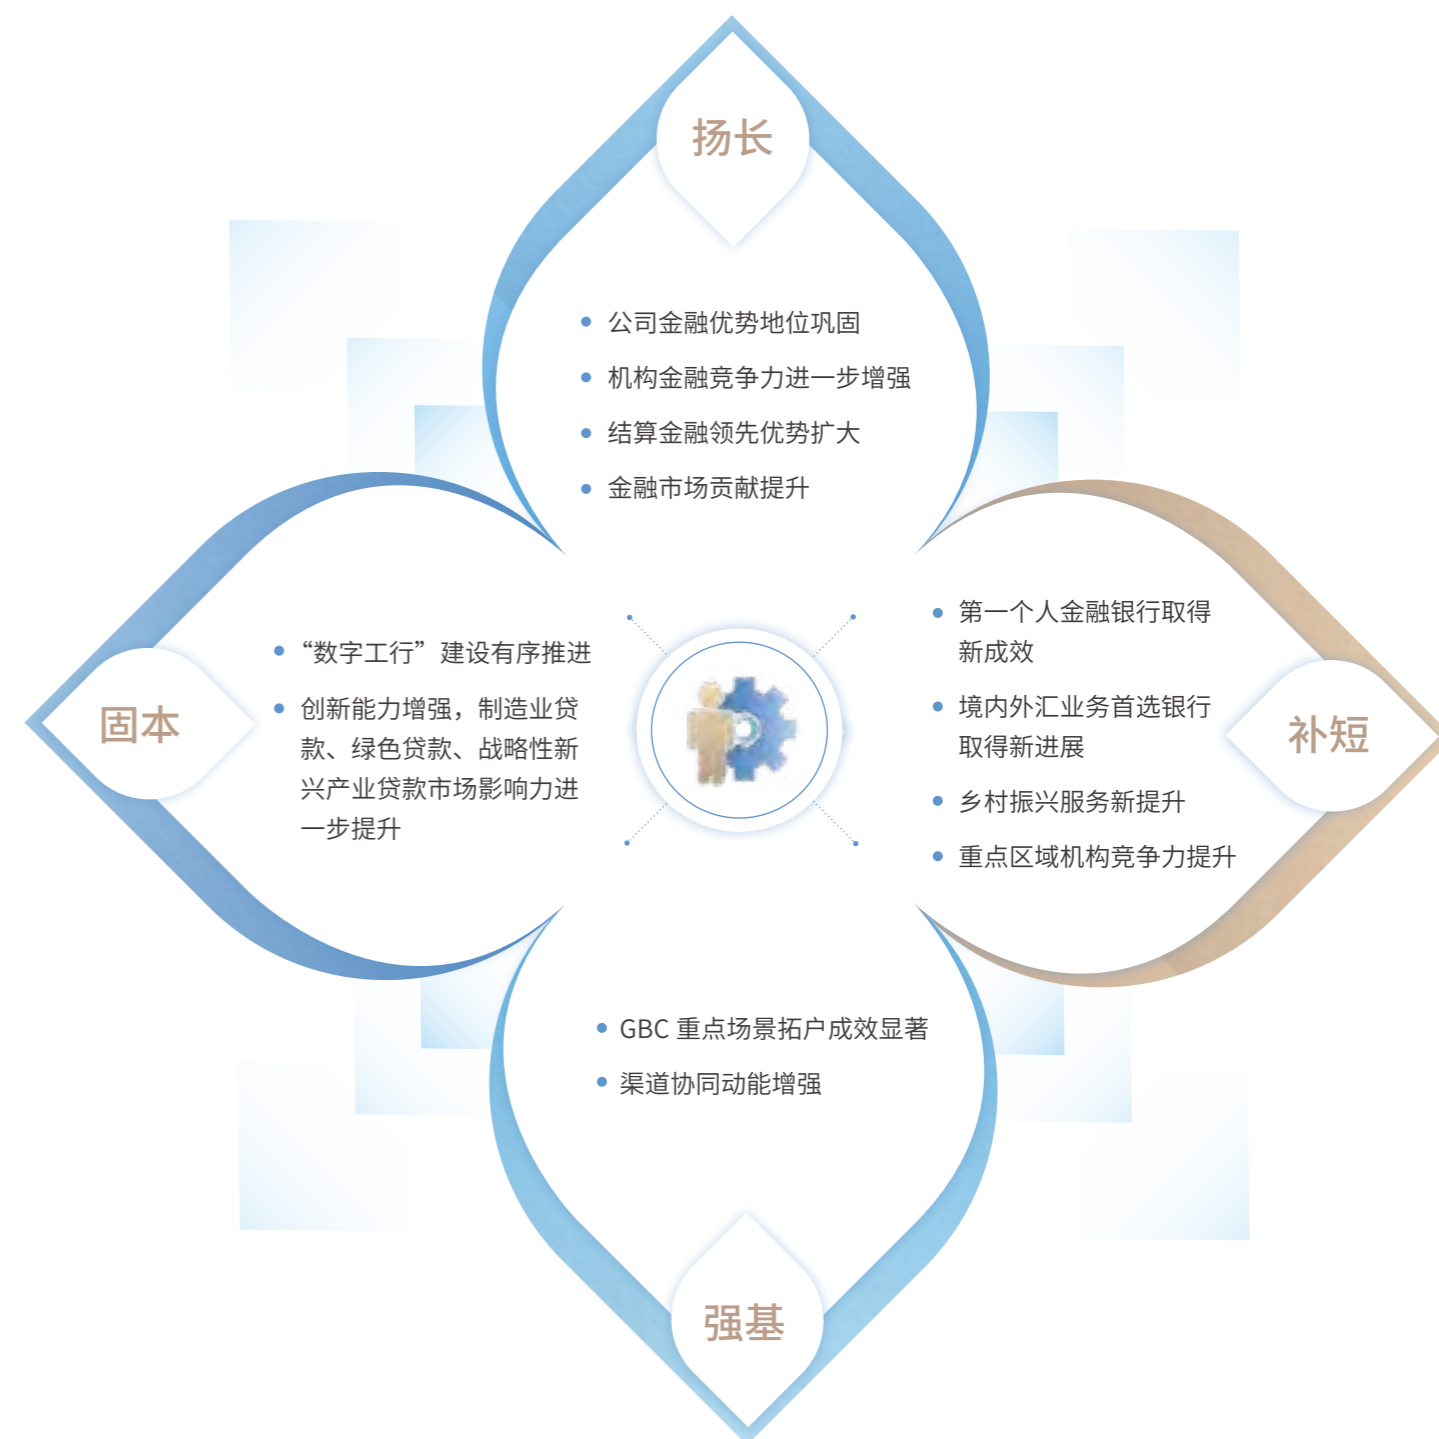 扬长
公司金融优势地位巩固
机构金融竞争力进一步增强
结算金融领先优势扩大
金融市场贡献提升
固本
“数字工行”建设有序推进
创新能力增强，制造业贷
款、绿色贷款、战略性新
兴产业贷款市场影响力进
一步提升
第一个人金融银行取得
新成效
境内外汇业务首选银行
取得新进展
乡村振兴服务新提升
重点区域机构竞争力提升
补短
GBC 重点场景拓户成效显著
渠道协同动能增强
强基